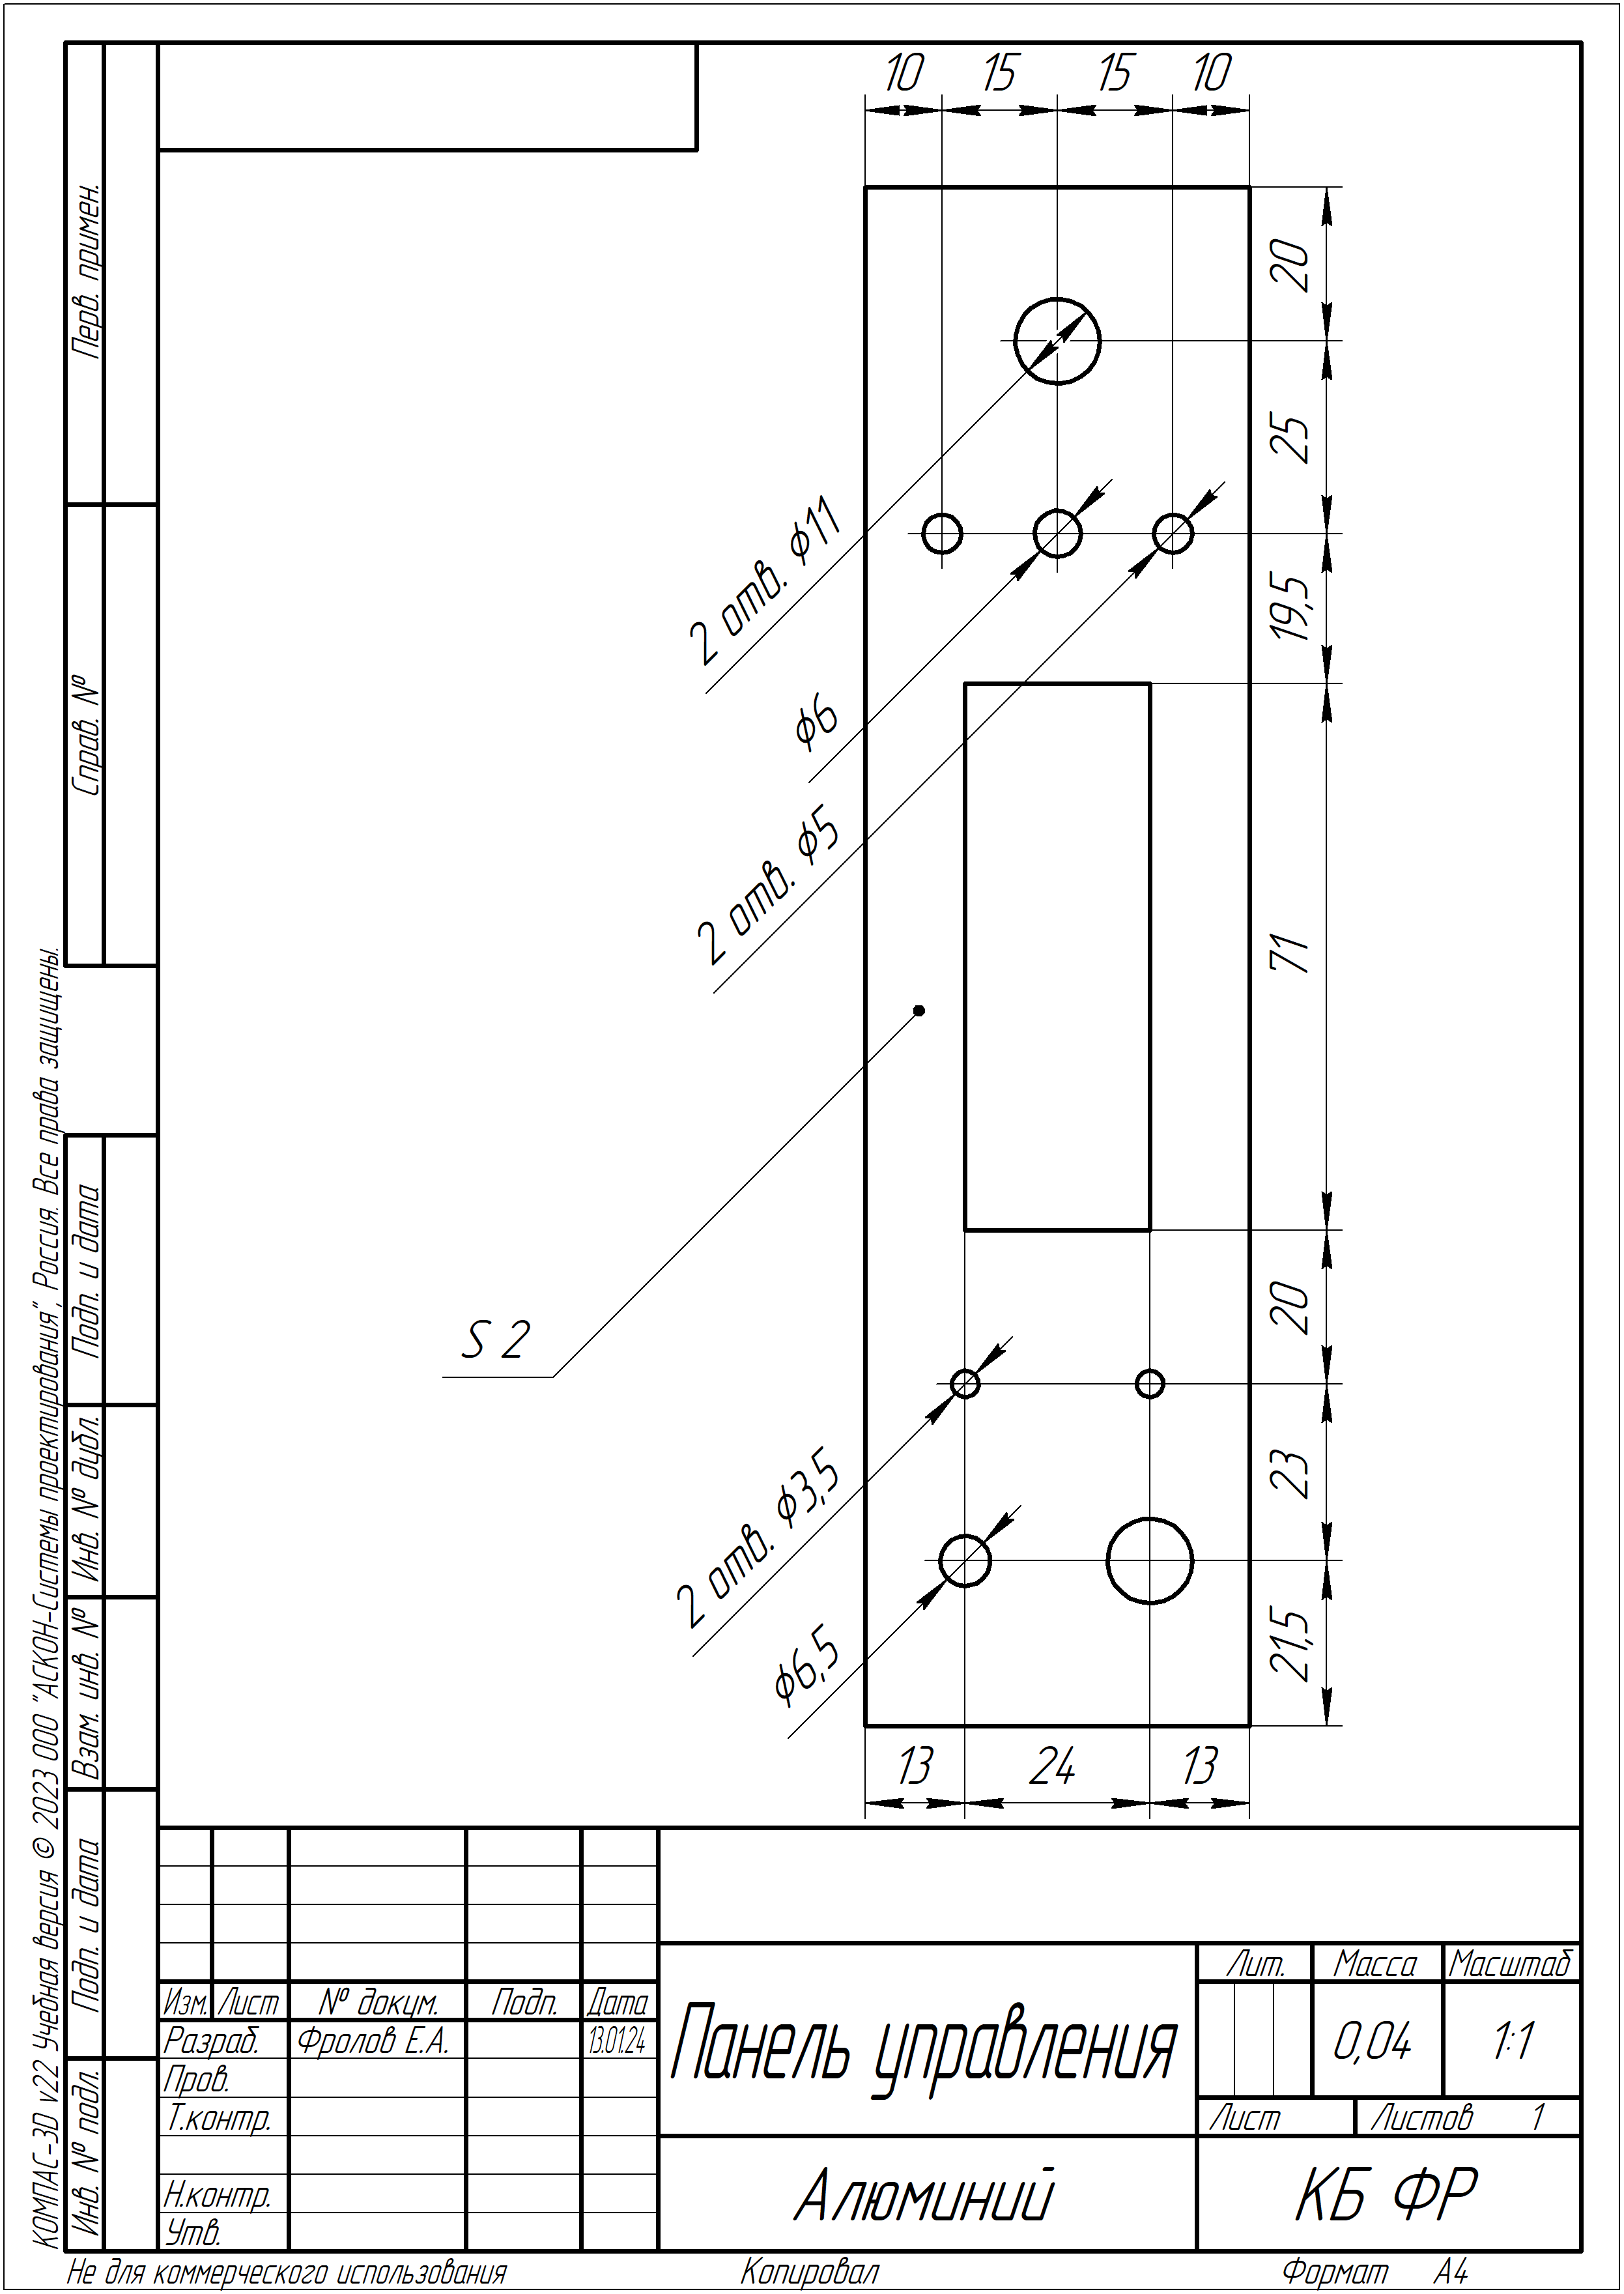 10 15 15 10
20
25
19,5
71
20
23
21,5
2 отв. ϕ11
ϕ6
2 отв. ϕ5
S 2
2 отв. ϕ3,5
ϕ6,5
13 24 13
Перв. примен.
Справ. №
Подп. и дата
Инв. № дубл.
Взам. инв. №
Подп. и дата
Инв. № подл.
КОМПАС-3D v22 Учебная версия © 2023 ООО "АСКОН-Системы проектирования", Россия. Все права защищены.
Изм. Лист № докум. Подп. Дата
Разраб. Фролов Е.А. 13.01.24
Пров.
Т.контр.
Н.контр.
Утв.
Панель управления
Алюминий
Лит. Масса Масштаб
0,04 1:1
Лист Листов 1
КБ ФР
Не для коммерческого использования Копировал Формат А4